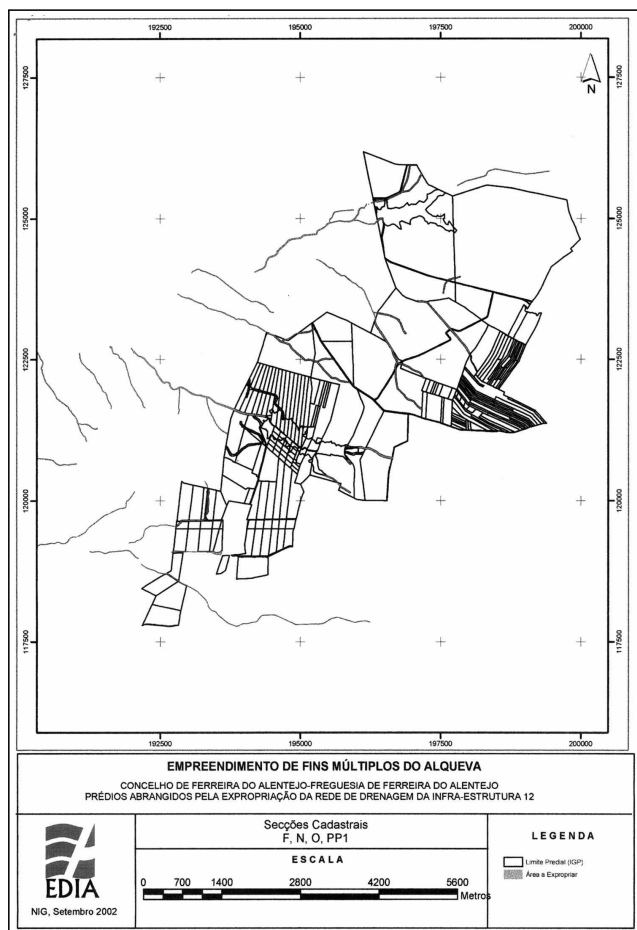 192500 195000 197500 200000
127500 127500
N
125000 125000
122500 122500
120000 120000
117500 117500
192500 195000 197500 200000
EMPREENDIMENTO DE FINS MÚLTIPLOS DO ALQUEVA
CONCELHO DE FERREIRA DO ALENTEJO-FREGUESIA DE FERREIRA DO ALENTEJO
PRÉDIOS ABRANGIDOS PELA EXPROPRIAÇÃO DA REDE DE DRENAGEM DA INFRA-ESTRUTURA 12
EDIA
NIG, Setembro 2002
Secções Cadastrais
F, N, O, PP1
ESCALA
0 700 1400 2800 4200 5600
Metros
LEGENDA
Limite Predial (IGP)
Área a Expropriar